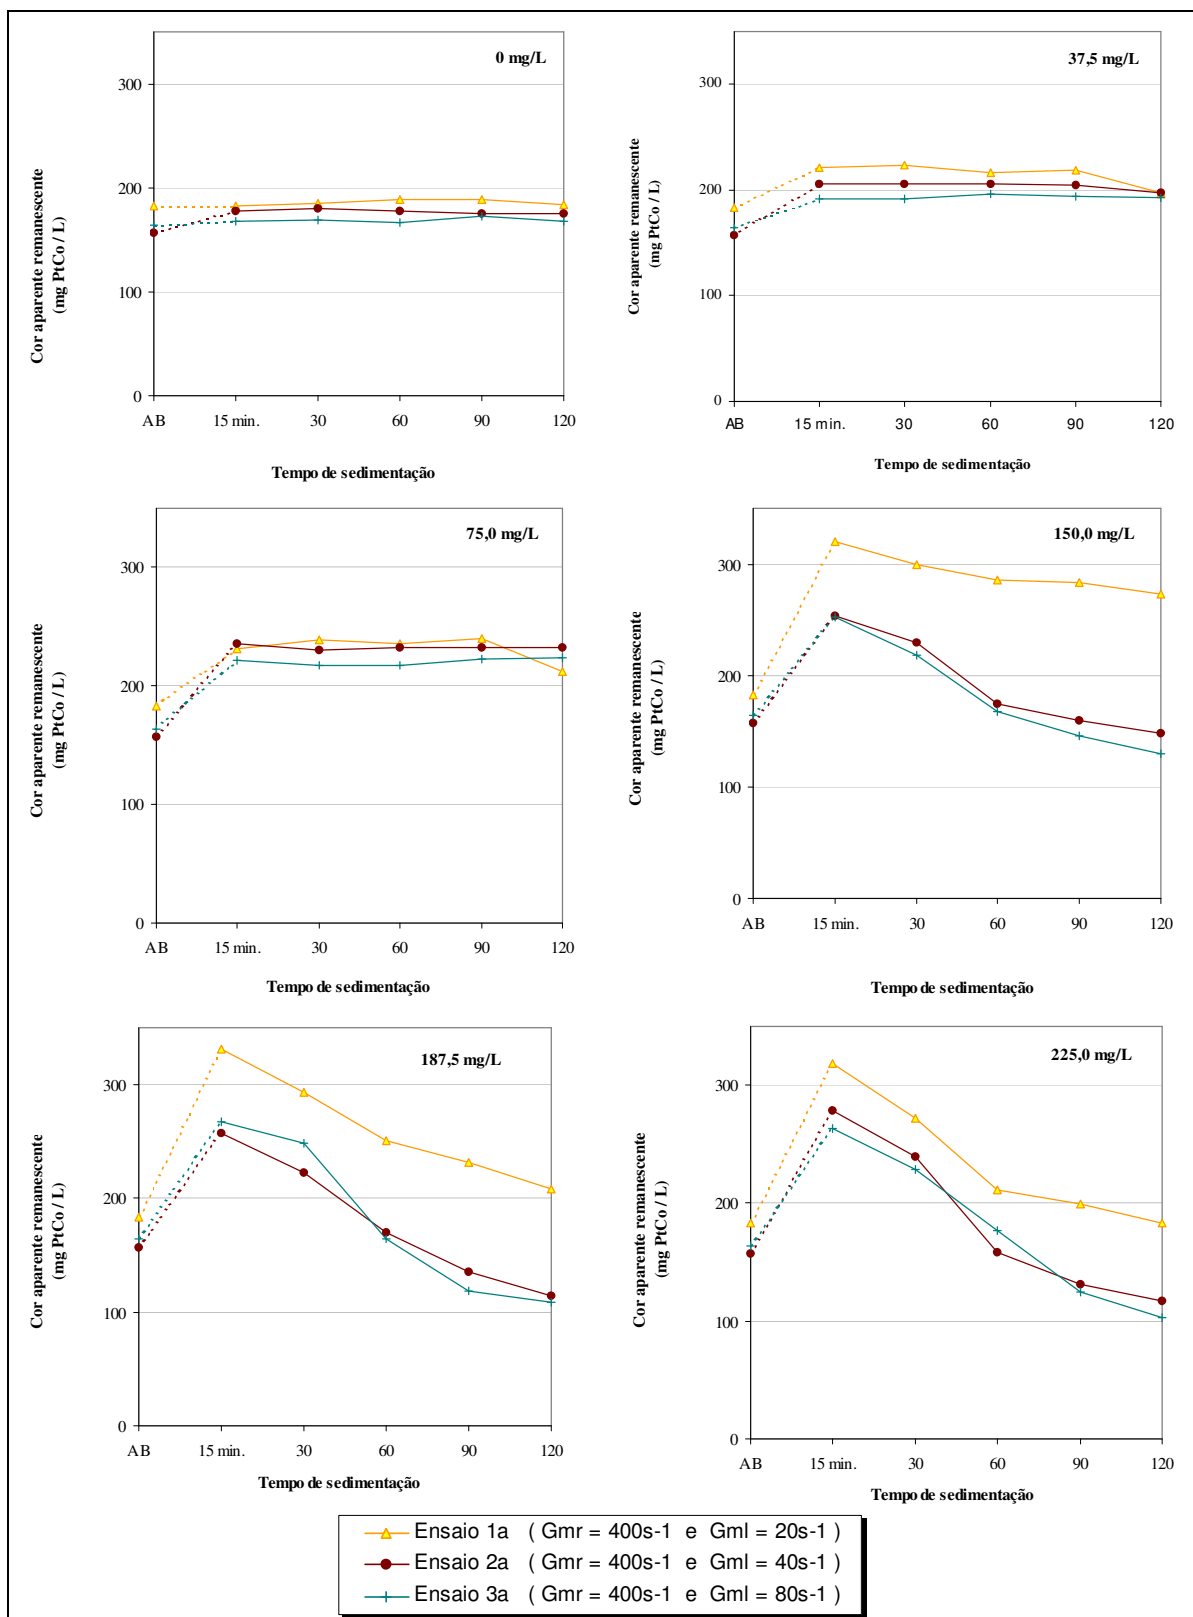 0 mg/L
300
200
100
0
Cor aparente remanescente
(mg PtCo / L)
AB 15 min. 30 60 90 120
Tempo de sedimentação
37,5 mg/L
300
200
100
0
Cor aparente remanescente
(mg PtCo / L)
AB 15 min. 30 60 90 120
Tempo de sedimentação
75,0 mg/L
300
200
100
0
Cor aparente remanescente
(mg PtCo / L)
AB 15 min. 30 60 90 120
Tempo de sedimentação
150,0 mg/L
300
200
100
0
Cor aparente remanescente
(mg PtCo / L)
AB 15 min. 30 60 90 120
Tempo de sedimentação
187,5 mg/L
300
200
100
0
Cor aparente remanescente
(mg PtCo / L)
AB 15 min. 30 60 90 120
Tempo de sedimentação
225,0 mg/L
300
200
100
0
Cor aparente remanescente
(mg PtCo / L)
AB 15 min. 30 60 90 120
Tempo de sedimentação
Ensaio 1a ( Gmr = 400s-1 e Gml = 20s-1 )
Ensaio 2a ( Gmr = 400s-1 e Gml = 40s-1 )
Ensaio 3a ( Gmr = 400s-1 e Gml = 80s-1 )